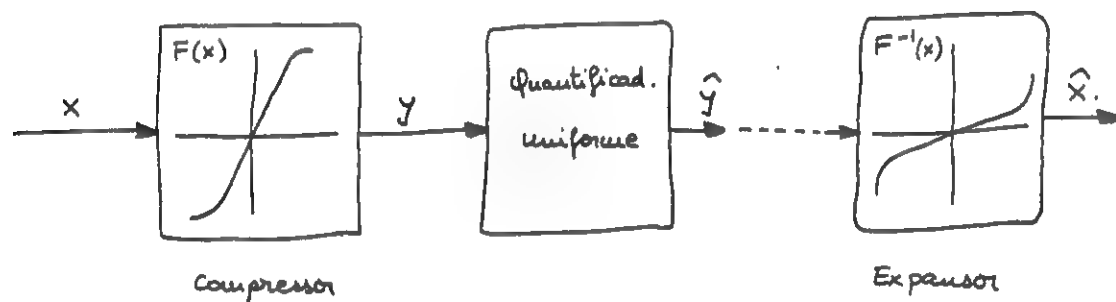 F(x)
x
y
Quantificad.
uniforme
ŷ
F⁻¹(x)
x̂.
Compressor
Expansor